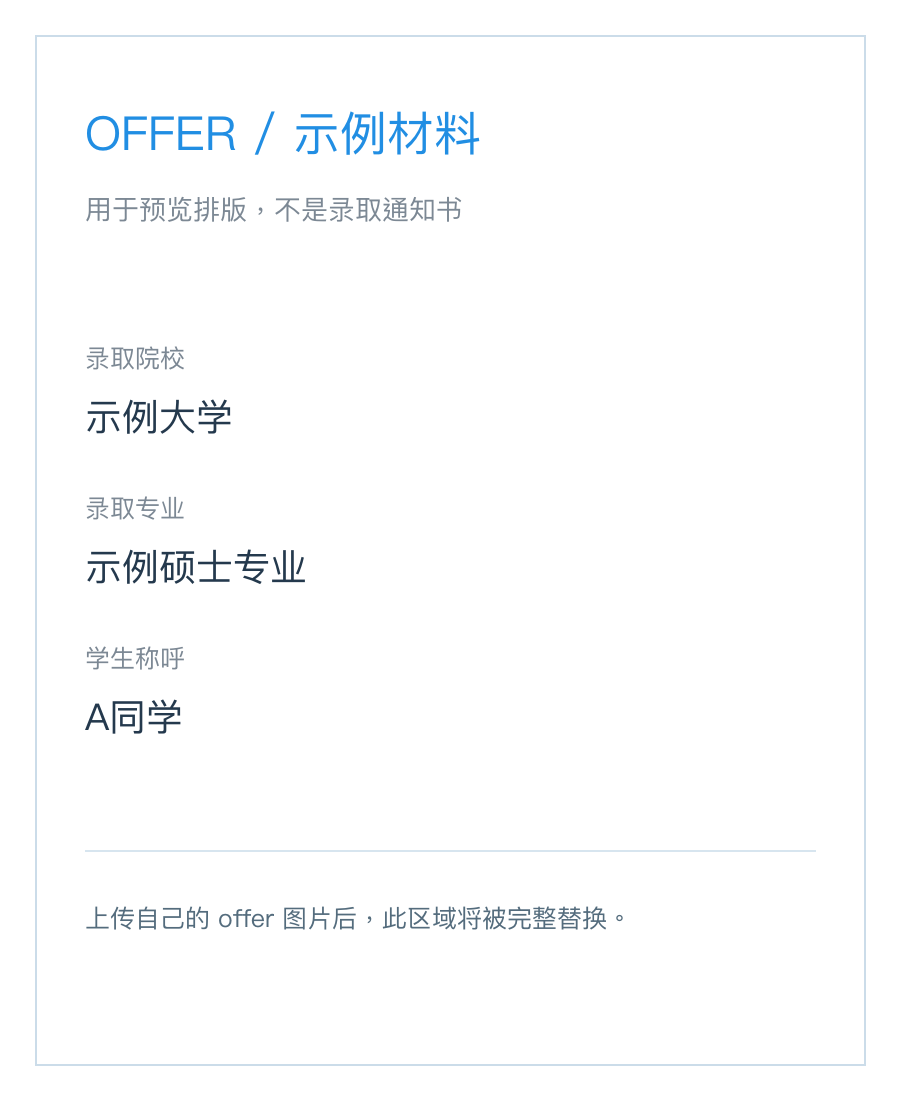 OFFER / 示例材料
用于预览排版，不是录取通知书
录取院校
示例大学
录取专业
示例硕士专业
学生称呼
A同学
上传自己的 offer 图片后，此区域将被完整替换。